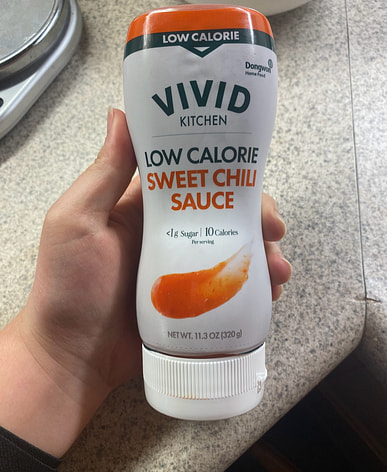 LOW CALORIE
Dongwon
Home Food
VIVID
KITCHEN
LOW CALORIE
SWEET CHILI
SAUCE
<1g Sugar | 10 Calories
Per serving
NET WT. 11.3 OZ (320g)